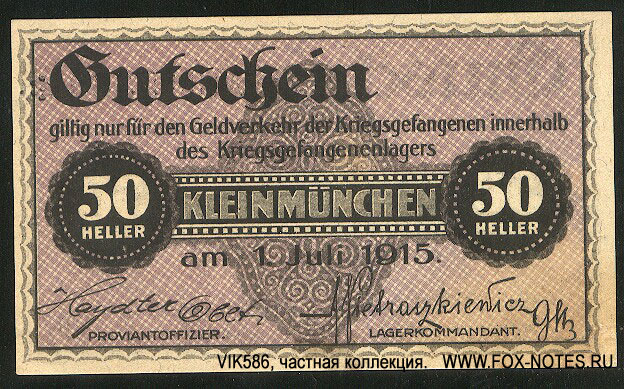 Gutschein
giltig nur für den Geldverkehr der Kriegsgefangenen innerhalb
des Kriegsgefangenenlagers
50 HELLER
KLEINMÜNCHEN
50 HELLER
am 1. Juli 1915.
Haydter
PROVIANTOFFIZIER.
LAGERKOMMANDANT.
VIK586, частная коллекция.
WWW.FOX-NOTES.RU